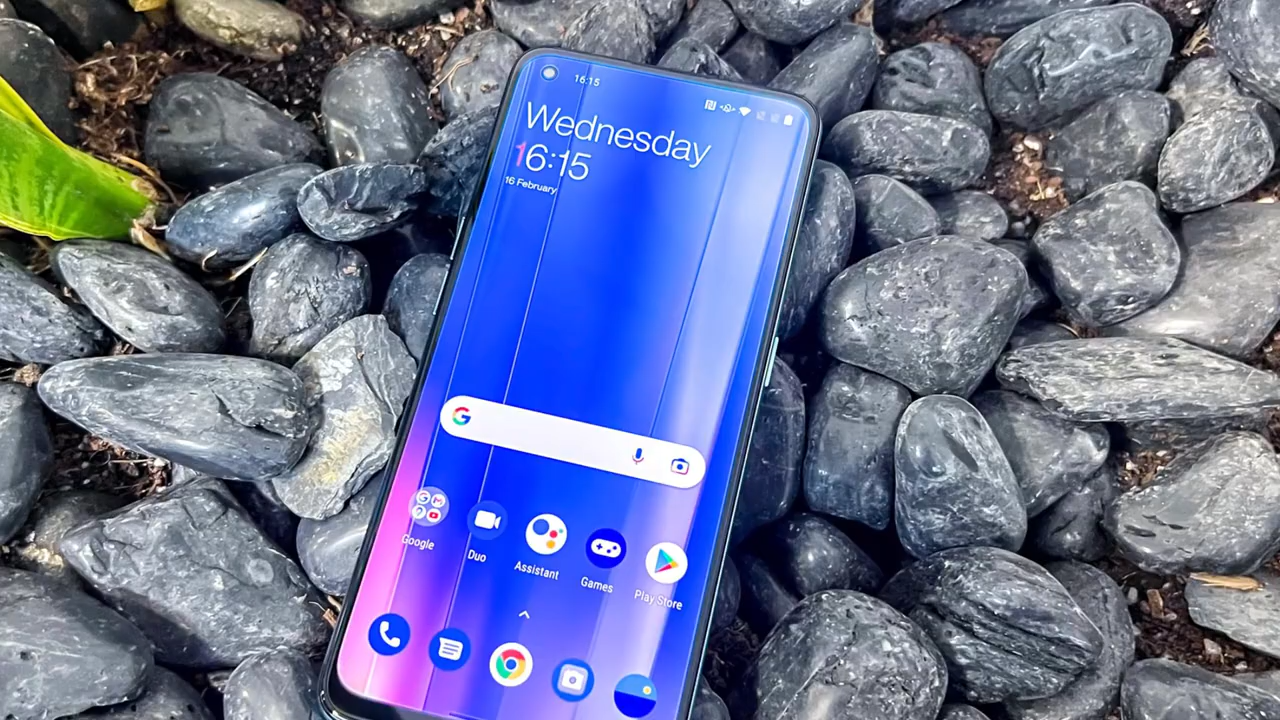 16:15
Wednesday
16:15
16 February
Google
Duo
Assistant
Games
Play Store